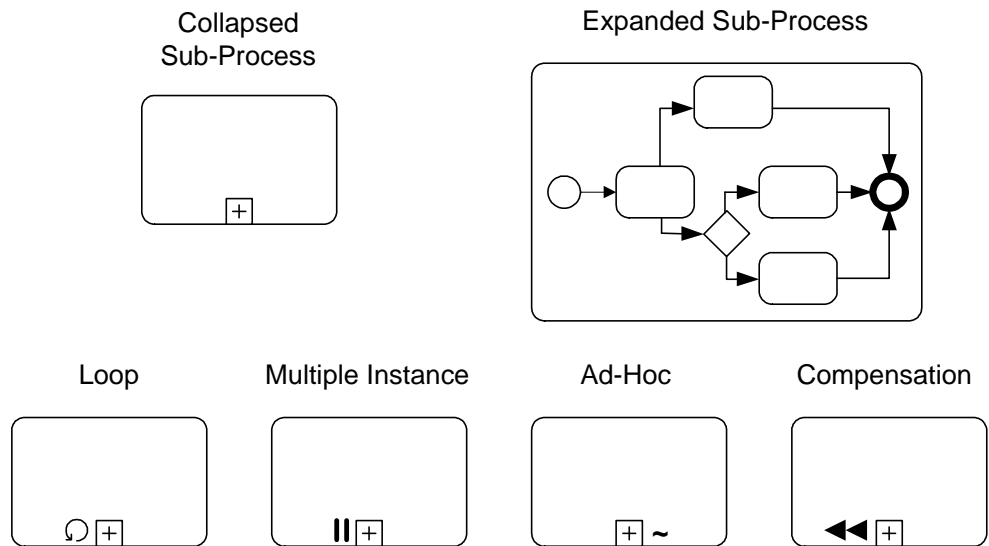 Collapsed
Sub-Process
Expanded Sub-Process
Loop
Multiple Instance
Ad-Hoc
Compensation